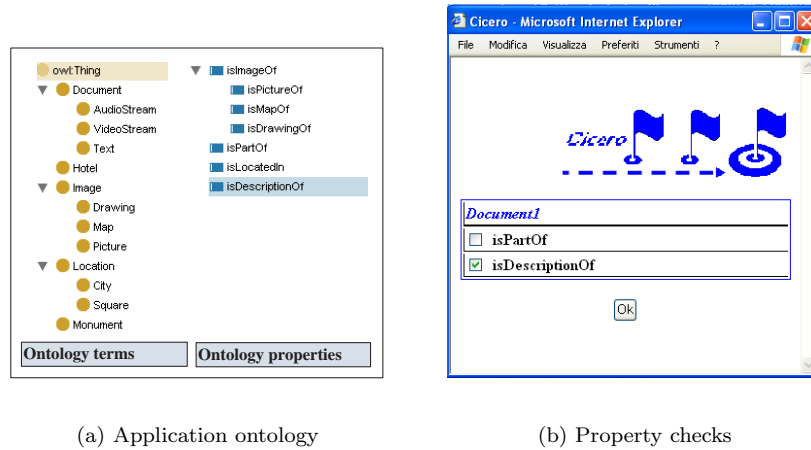 owl:Thing
Document
AudioStream
VideoStream
Text
Hotel
Image
Drawing
Map
Picture
Location
City
Square
Monument
Ontology terms
isImageOf
isPictureOf
isMapOf
isDrawingOf
isPartOf
isLocatedIn
isDescriptionOf
Ontology properties
(a) Application ontology
Cicero - Microsoft Internet Explorer
File Modifica Visualizza Preferiti Strumenti ?
Cicero
Document1
isPartOf
isDescriptionOf
Ok
(b) Property checks